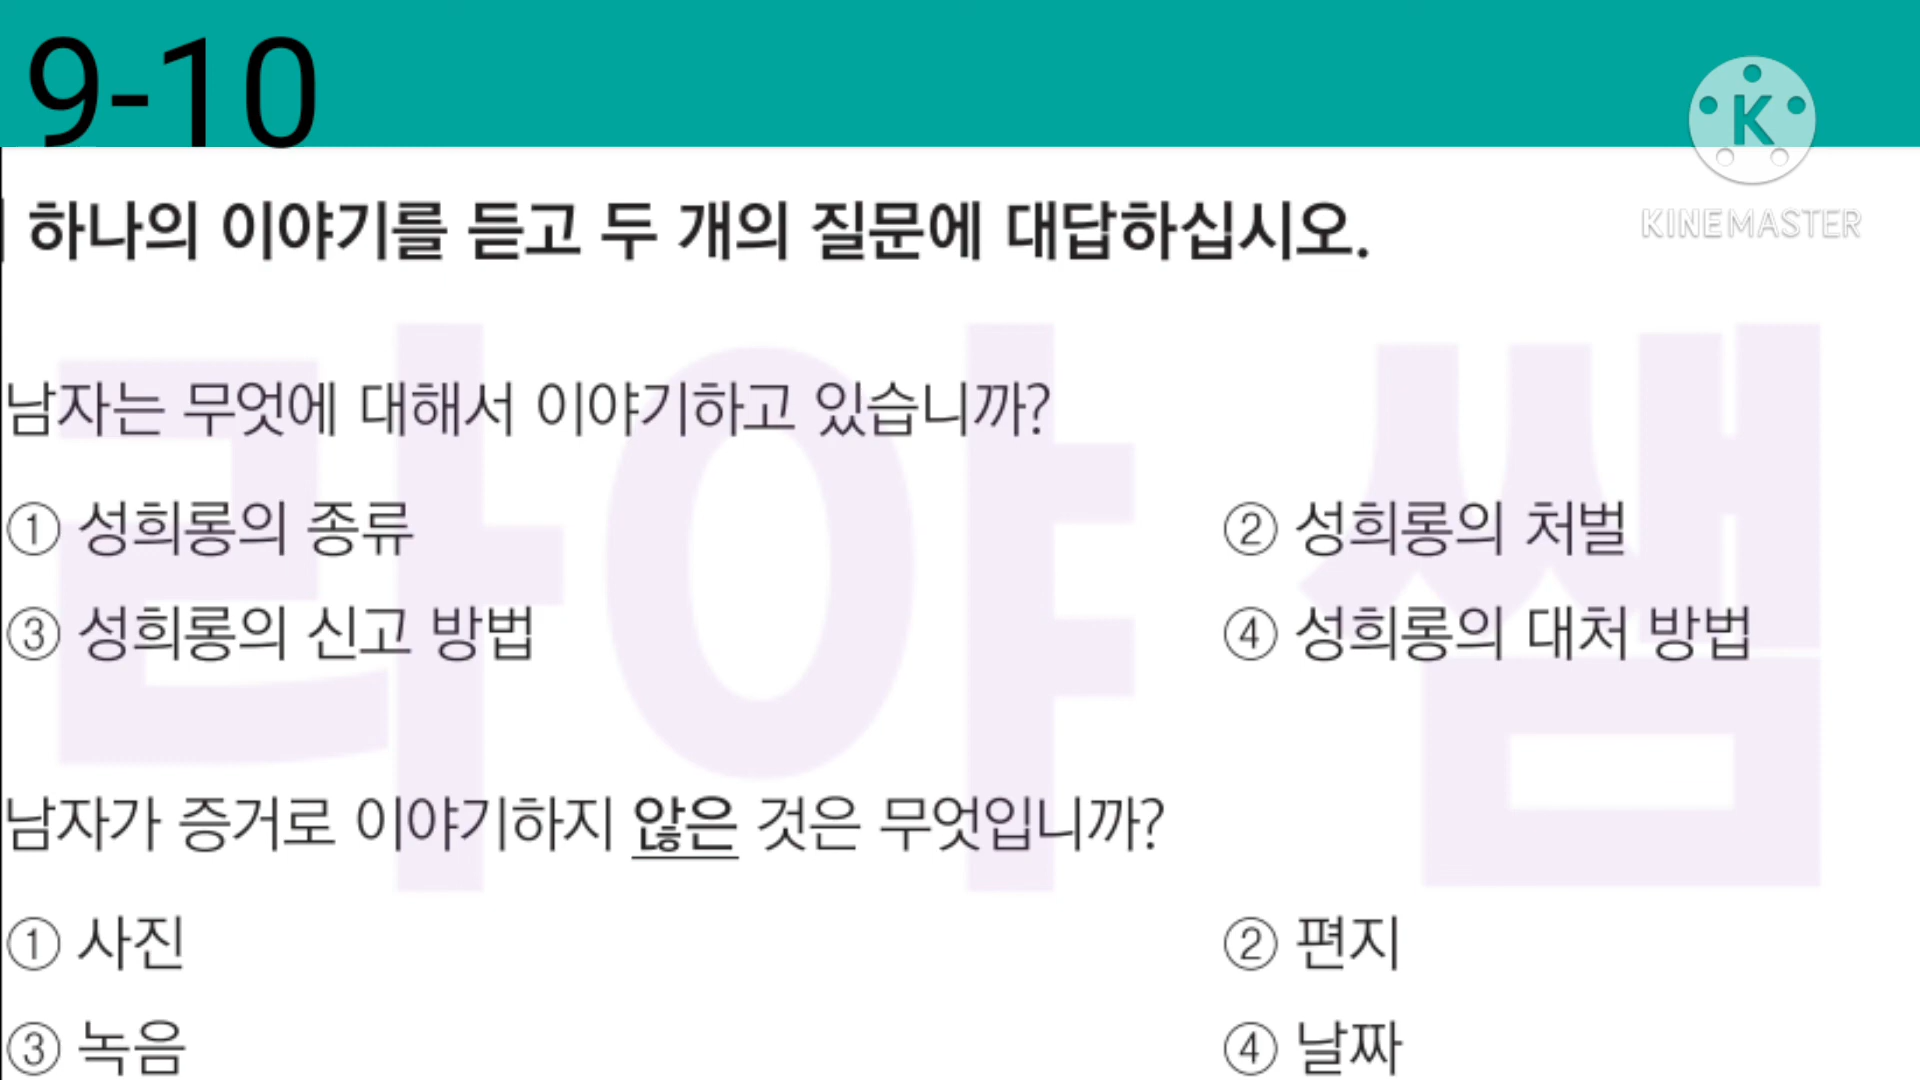 9-10
KINEMASTER
하나의 이야기를 듣고 두 개의 질문에 대답하십시오.
남자는 무엇에 대해서 이야기하고 있습니까?
① 성희롱의 종류 ② 성희롱의 처벌
③ 성희롱의 신고 방법 ④ 성희롱의 대처 방법
남자가 증거로 이야기하지 않은 것은 무엇입니까?
① 사진 ② 편지
③ 녹음 ④ 날짜
라야 쌤